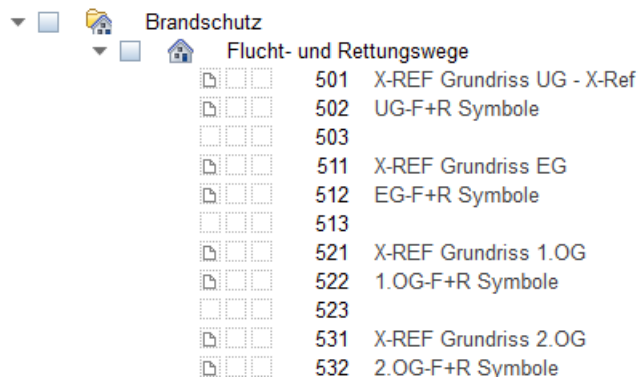 Brandschutz
Flucht- und Rettungswege
501 X-REF Grundriss UG - X-Ref
502 UG-F+R Symbole
503
511 X-REF Grundriss EG
512 EG-F+R Symbole
513
521 X-REF Grundriss 1.OG
522 1.OG-F+R Symbole
523
531 X-REF Grundriss 2.OG
532 2.OG-F+R Symbole